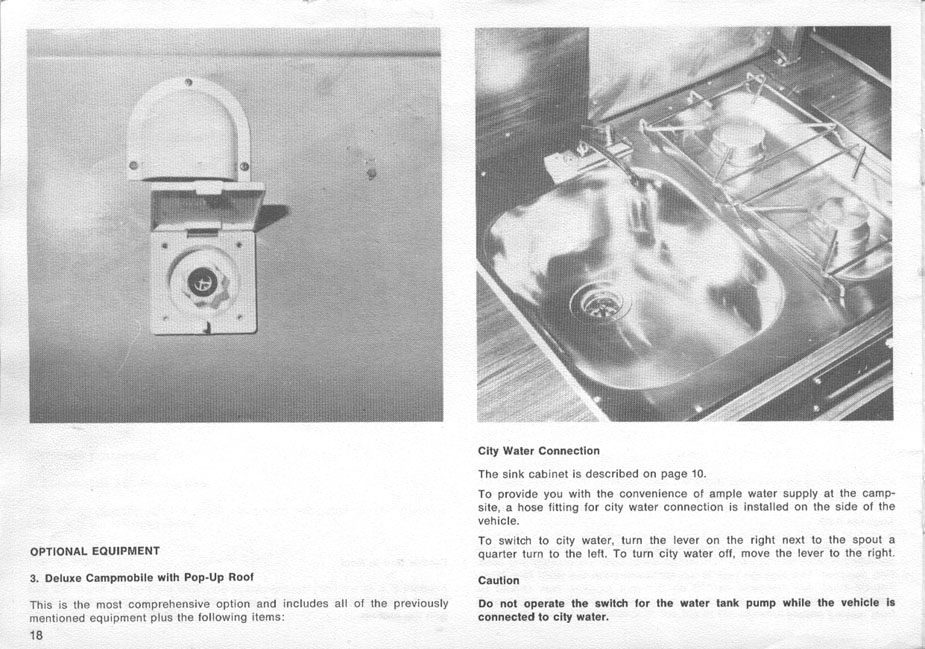 OPTIONAL EQUIPMENT
3. Deluxe Campmobile with Pop-Up Roof
This is the most comprehensive option and includes all of the previously
mentioned equipment plus the following items:
18
City Water Connection
The sink cabinet is described on page 10.
To provide you with the convenience of ample water supply at the camp-
site, a hose fitting for city water connection is installed on the side of the
vehicle.
To switch to city water, turn the lever on the right next to the spout a
quarter turn to the left. To turn city water off, move the lever to the right.
Caution
Do not operate the switch for the water tank pump while the vehicle is
connected to city water.